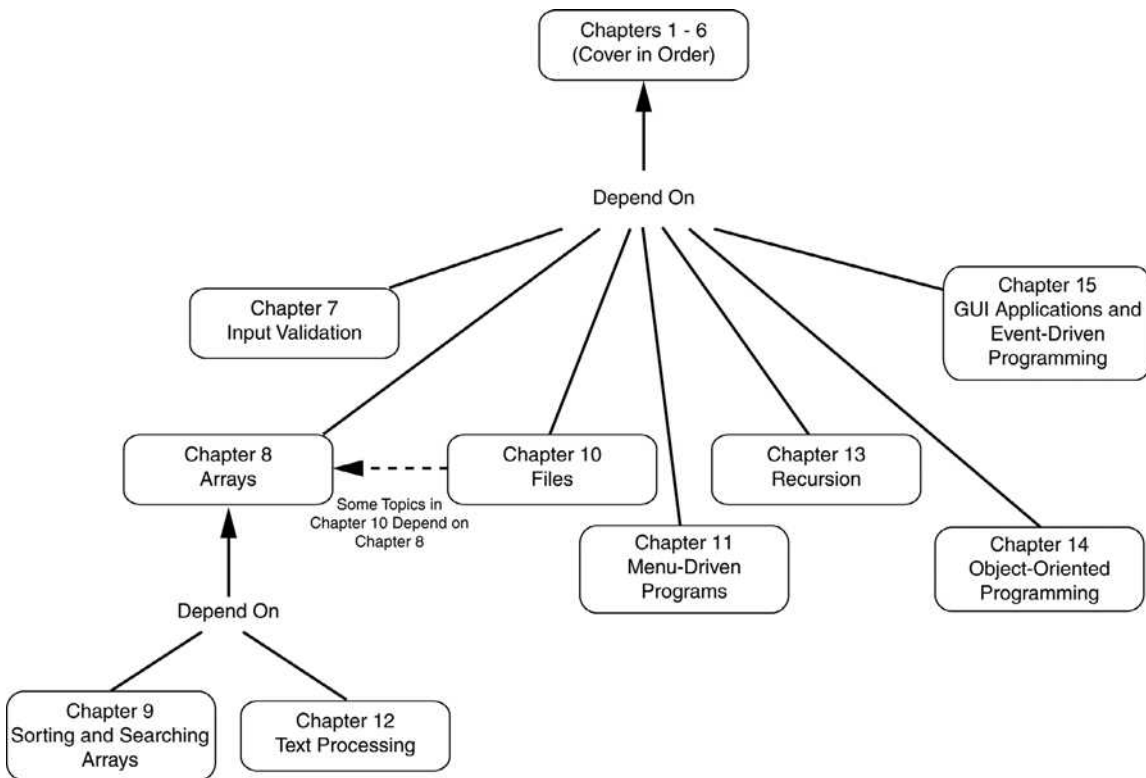 Chapters 1 - 6
(Cover in Order)
Depend On
Chapter 7
Input Validation
Chapter 15
GUI Applications and
Event-Driven
Programming
Chapter 8
Arrays
Some Topics in
Chapter 10 Depend on
Chapter 8
Chapter 10
Files
Chapter 13
Recursion
Chapter 11
Menu-Driven
Programs
Chapter 14
Object-Oriented
Programming
Depend On
Chapter 9
Sorting and Searching
Arrays
Chapter 12
Text Processing